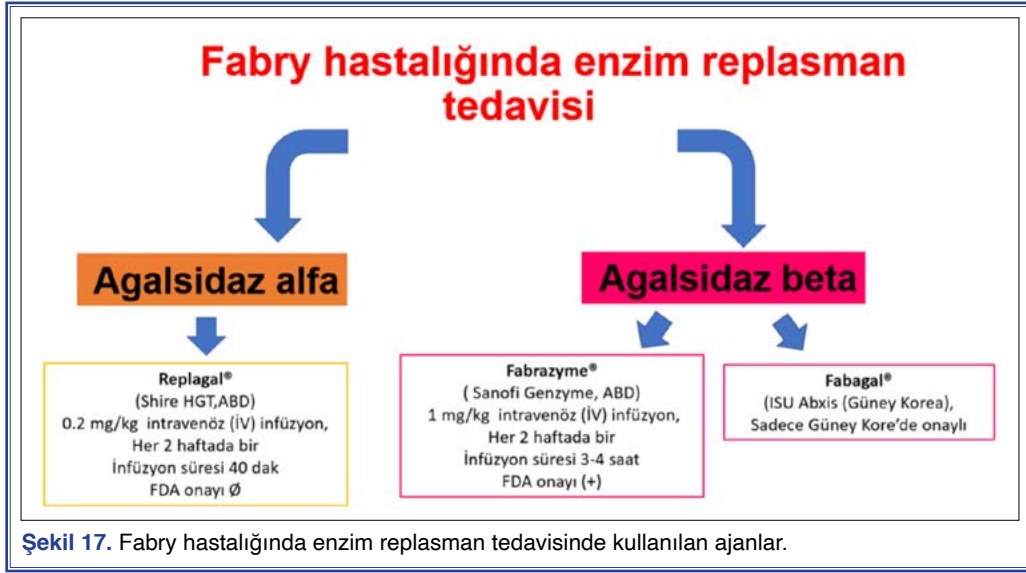 Fabry hastalığında enzim replasman
tedavisi
Agalsidaz alfa
Agalsidaz beta
Replagal®
(Shire HGT,ABD)
0.2 mg/kg intravenöz (İV) infüzyon,
Her 2 haftada bir
İnfüzyon süresi 40 dak
FDA onayı Ø
Fabrazyme®
( Sanofi Genzyme, ABD)
1 mg/kg intravenöz (İV) infüzyon,
Her 2 haftada bir
İnfüzyon süresi 3-4 saat
FDA onayı (+)
Fabagal®
(ISU Abxis (Güney Korea),
Sadece Güney Kore’de onaylı
Şekil 17. Fabry hastalığında enzim replasman tedavisinde kullanılan ajanlar.